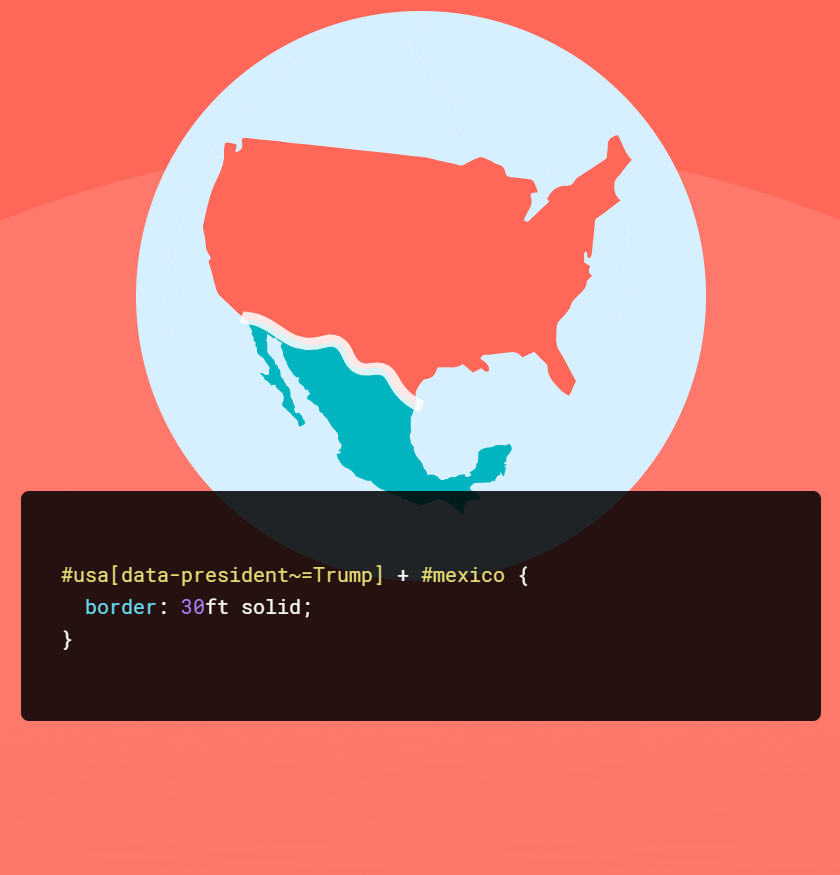 #usa[data-president~=Trump] + #mexico {
  border: 30ft solid;
}